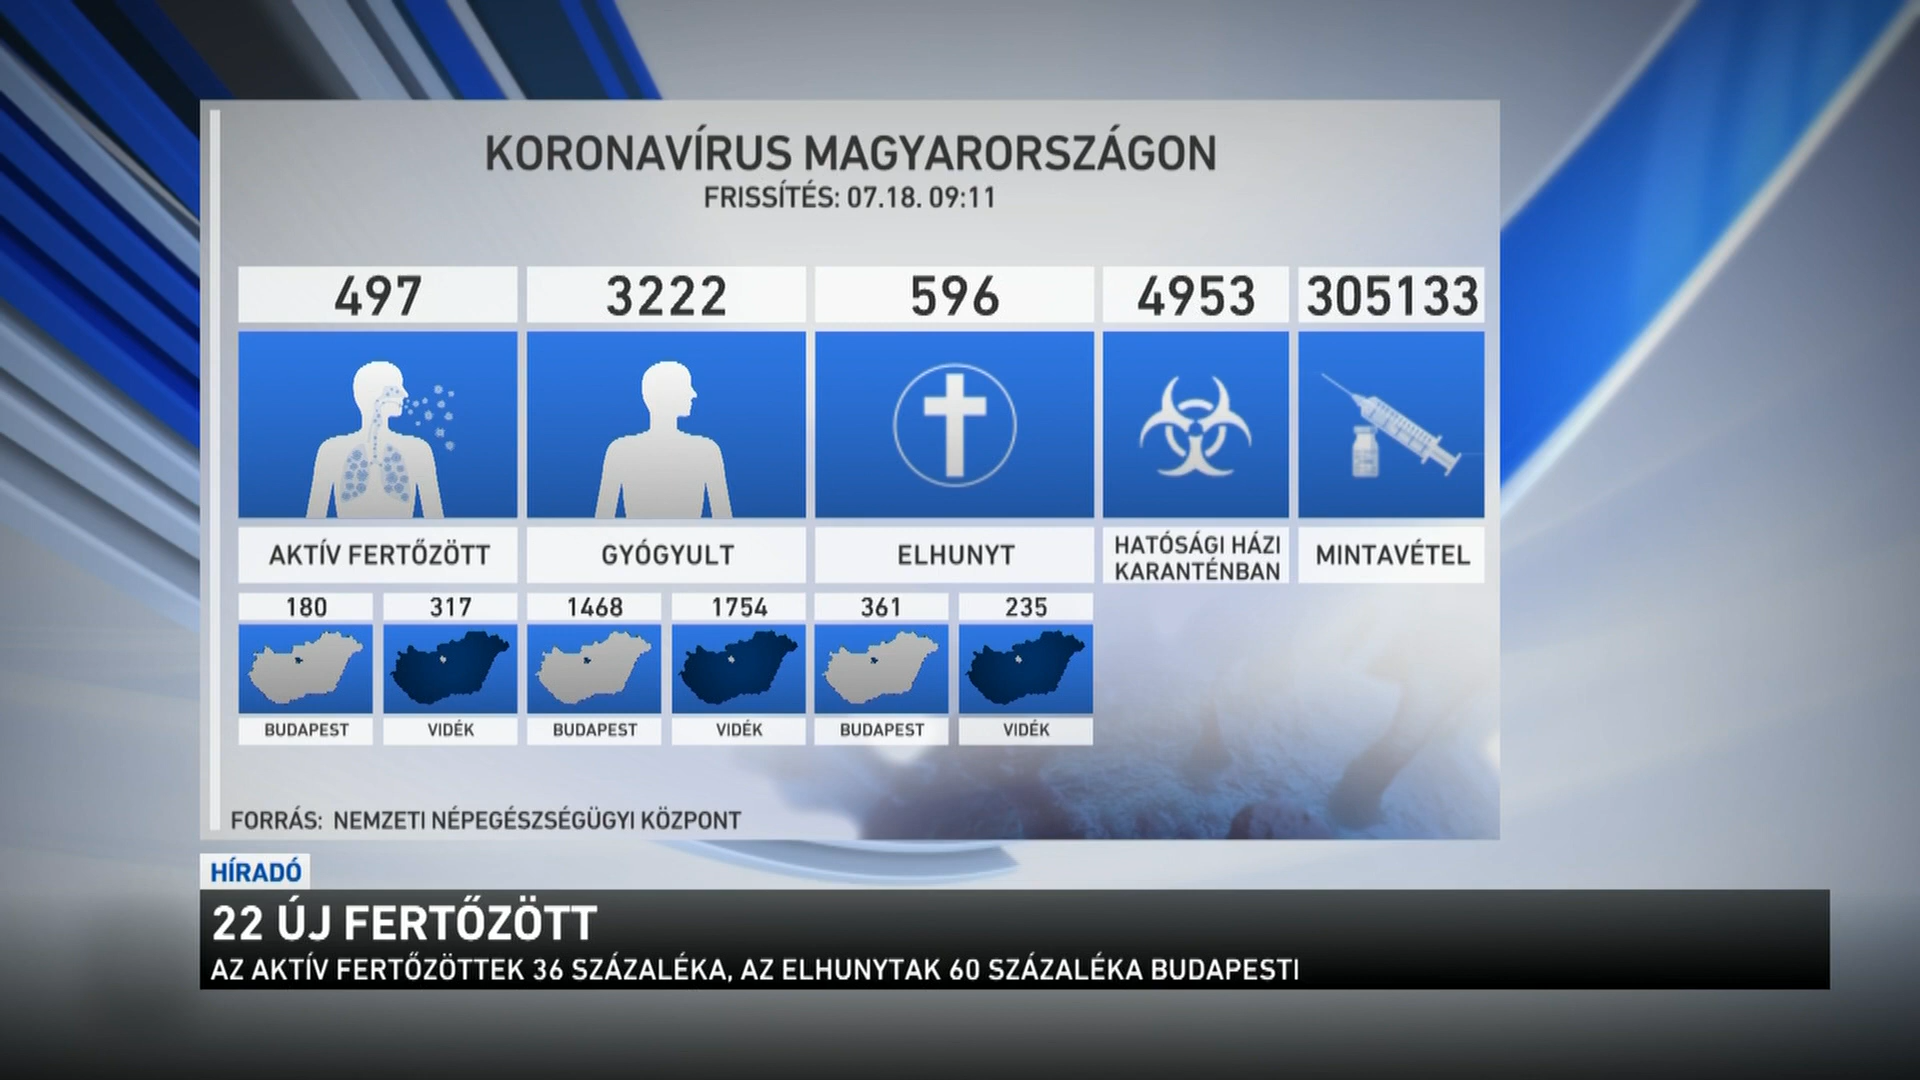 KORONAVÍRUS MAGYARORSZÁGON
FRISSÍTÉS: 07.18. 09:11
497
3222
596
4953
305133
AKTÍV FERTŐZÖTT
GYÓGYULT
ELHUNYT
HATÓSÁGI HÁZI
KARANTÉNBAN
MINTAVÉTEL
180
317
1468
1754
361
235
BUDAPEST
VIDÉK
BUDAPEST
VIDÉK
BUDAPEST
VIDÉK
FORRÁS: NEMZETI NÉPEGÉSZSÉGÜGYI KÖZPONT
HÍRADÓ
22 ÚJ FERTŐZÖTT
AZ AKTÍV FERTŐZÖTTEK 36 SZÁZALÉKA, AZ ELHUNYTAK 60 SZÁZALÉKA BUDAPESTI